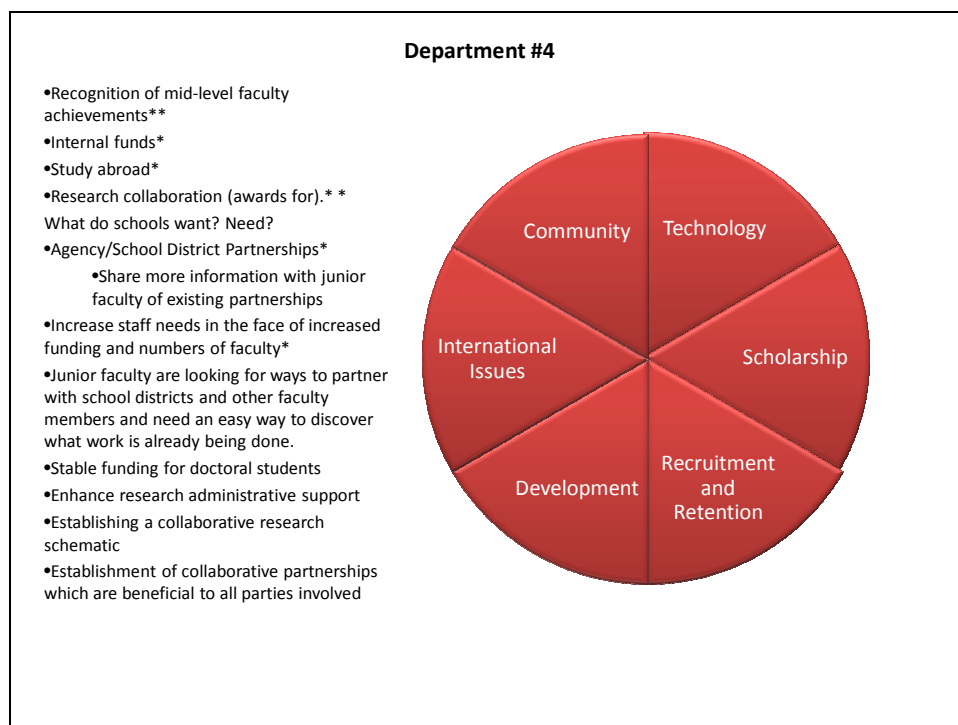 Department #4
•Recognition of mid-level faculty
achievements**
•Internal funds*
•Study abroad*
•Research collaboration (awards for).* *
What do schools want? Need?
•Agency/School District Partnerships*
•Share more information with junior
faculty of existing partnerships
•Increase staff needs in the face of increased
funding and numbers of faculty*
•Junior faculty are looking for ways to partner
with school districts and other faculty
members and need an easy way to discover
what work is already being done.
•Stable funding for doctoral students
•Enhance research administrative support
•Establishing a collaborative research
schematic
•Establishment of collaborative partnerships
which are beneficial to all parties involved
Community
Technology
International
Issues
Scholarship
Development
Recruitment
and
Retention